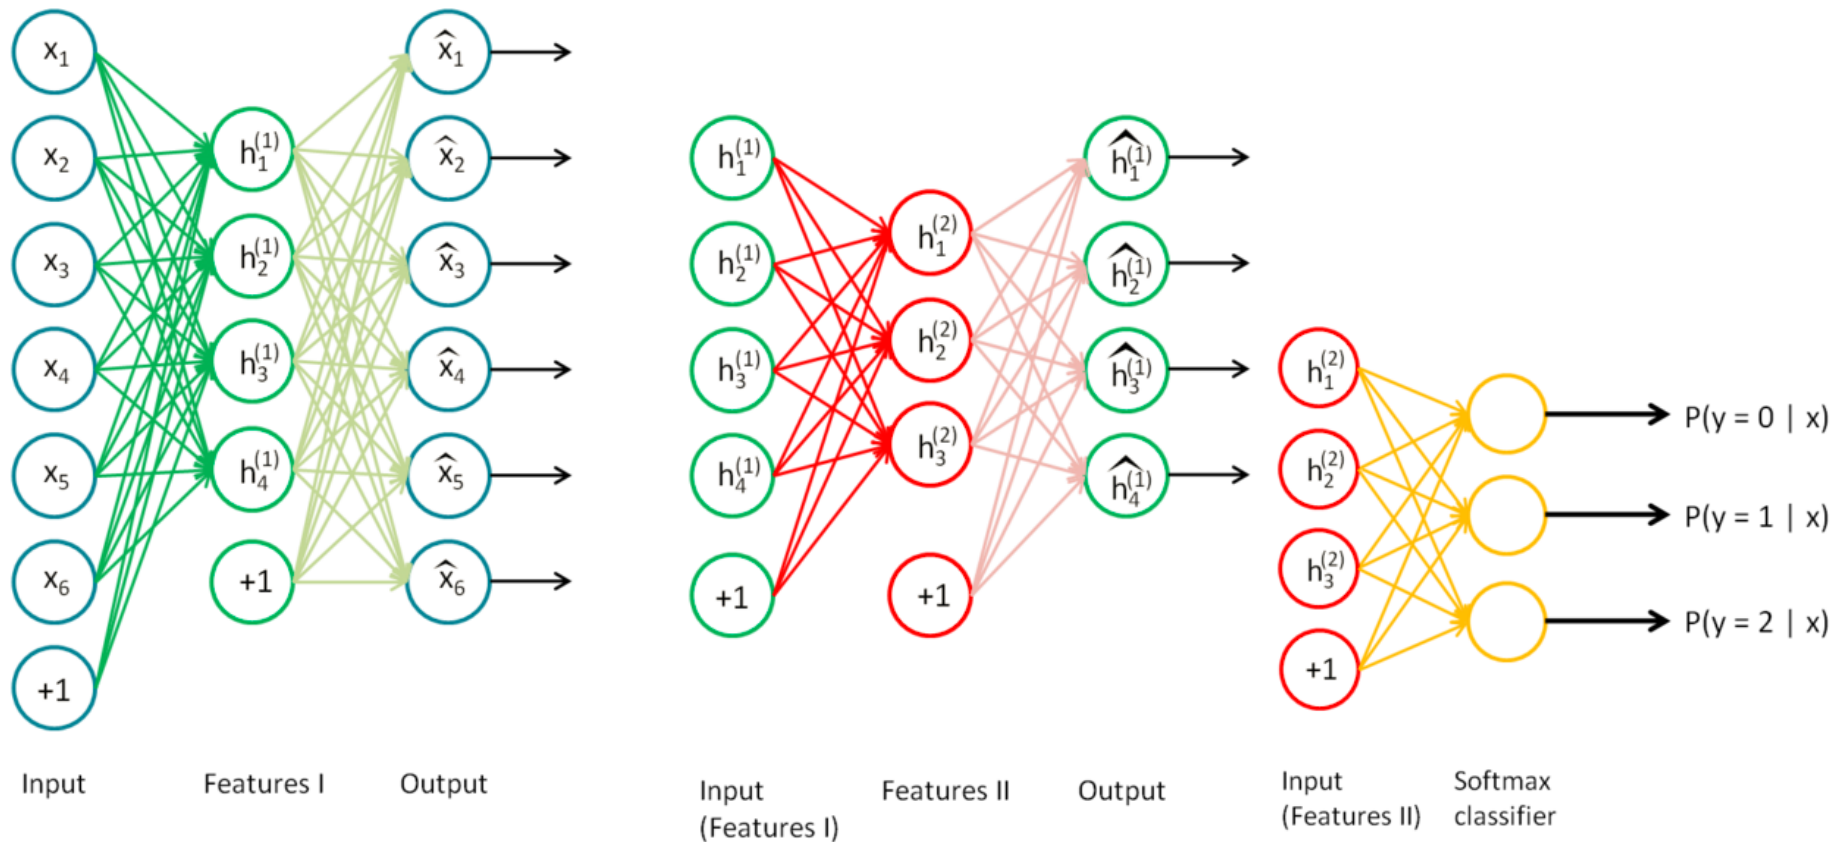 x₁
x₂
x₃
x₄
x₅
x₆
+1
Input
h₁⁽¹⁾
h₂⁽¹⁾
h₃⁽¹⁾
h₄⁽¹⁾
+1
Features I
x̂₁
x̂₂
x̂₃
x̂₄
x̂₅
x̂₆
Output
h₁⁽¹⁾
h₂⁽¹⁾
h₃⁽¹⁾
h₄⁽¹⁾
+1
Input
(Features I)
h₁⁽²⁾
h₂⁽²⁾
h₃⁽²⁾
+1
Features II
ĥ₁⁽¹⁾
ĥ₂⁽¹⁾
ĥ₃⁽¹⁾
ĥ₄⁽¹⁾
Output
h₁⁽²⁾
h₂⁽²⁾
h₃⁽²⁾
+1
Input
(Features II)
Softmax
classifier
P(y = 0 | x)
P(y = 1 | x)
P(y = 2 | x)